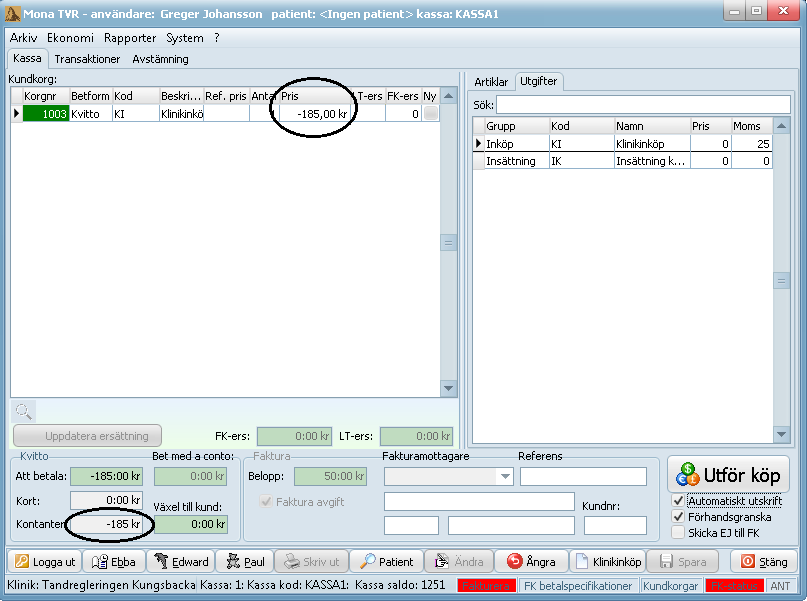 Mona TVR - användare: Greger Johansson patient: <Ingen patient> kassa: KASSA1
Arkiv Ekonomi Rapporter System ?
Kassa Transaktioner Avstämning
Kundkorg:
Korgnr Betform Kod Beskri... Ref. pris Anta Pris LT-ers FK-ers Ny
1003 Kvitto KI Klinikinkö 1 -185,00 kr 0
Artiklar Utgifter
Sök:
Grupp Kod Namn Pris Moms
Inköp KI Klinikinköp 0 25
Insättning IK Insättning k... 0 0
Uppdatera ersättning FK-ers: 0:00 kr LT-ers: 0:00 kr
Kvitto Bet med a conto: Faktura Fakturamottagare Referens
Att betala: -185:00 kr 0:00 kr Belopp: 50:00 kr
Kort: 0:00 kr Växel till kund: Faktura avgift Kundnr:
Kontanter -185 kr 0:00 kr
Utför köp
Automatiskt utskrift
Förhandsgranska
Skicka EJ till FK
Logga ut Ebba Edward Paul Skriv ut Patient Ändra Ångra Klinikinköp Spara Stäng
Klinik: Tandregleringen Kungsbacka Kassa: 1: Kassa kod: KASSA1: Kassa saldo: 1251 Fakturera FK betalspecifikationer Kundkorgar FK-status ANT